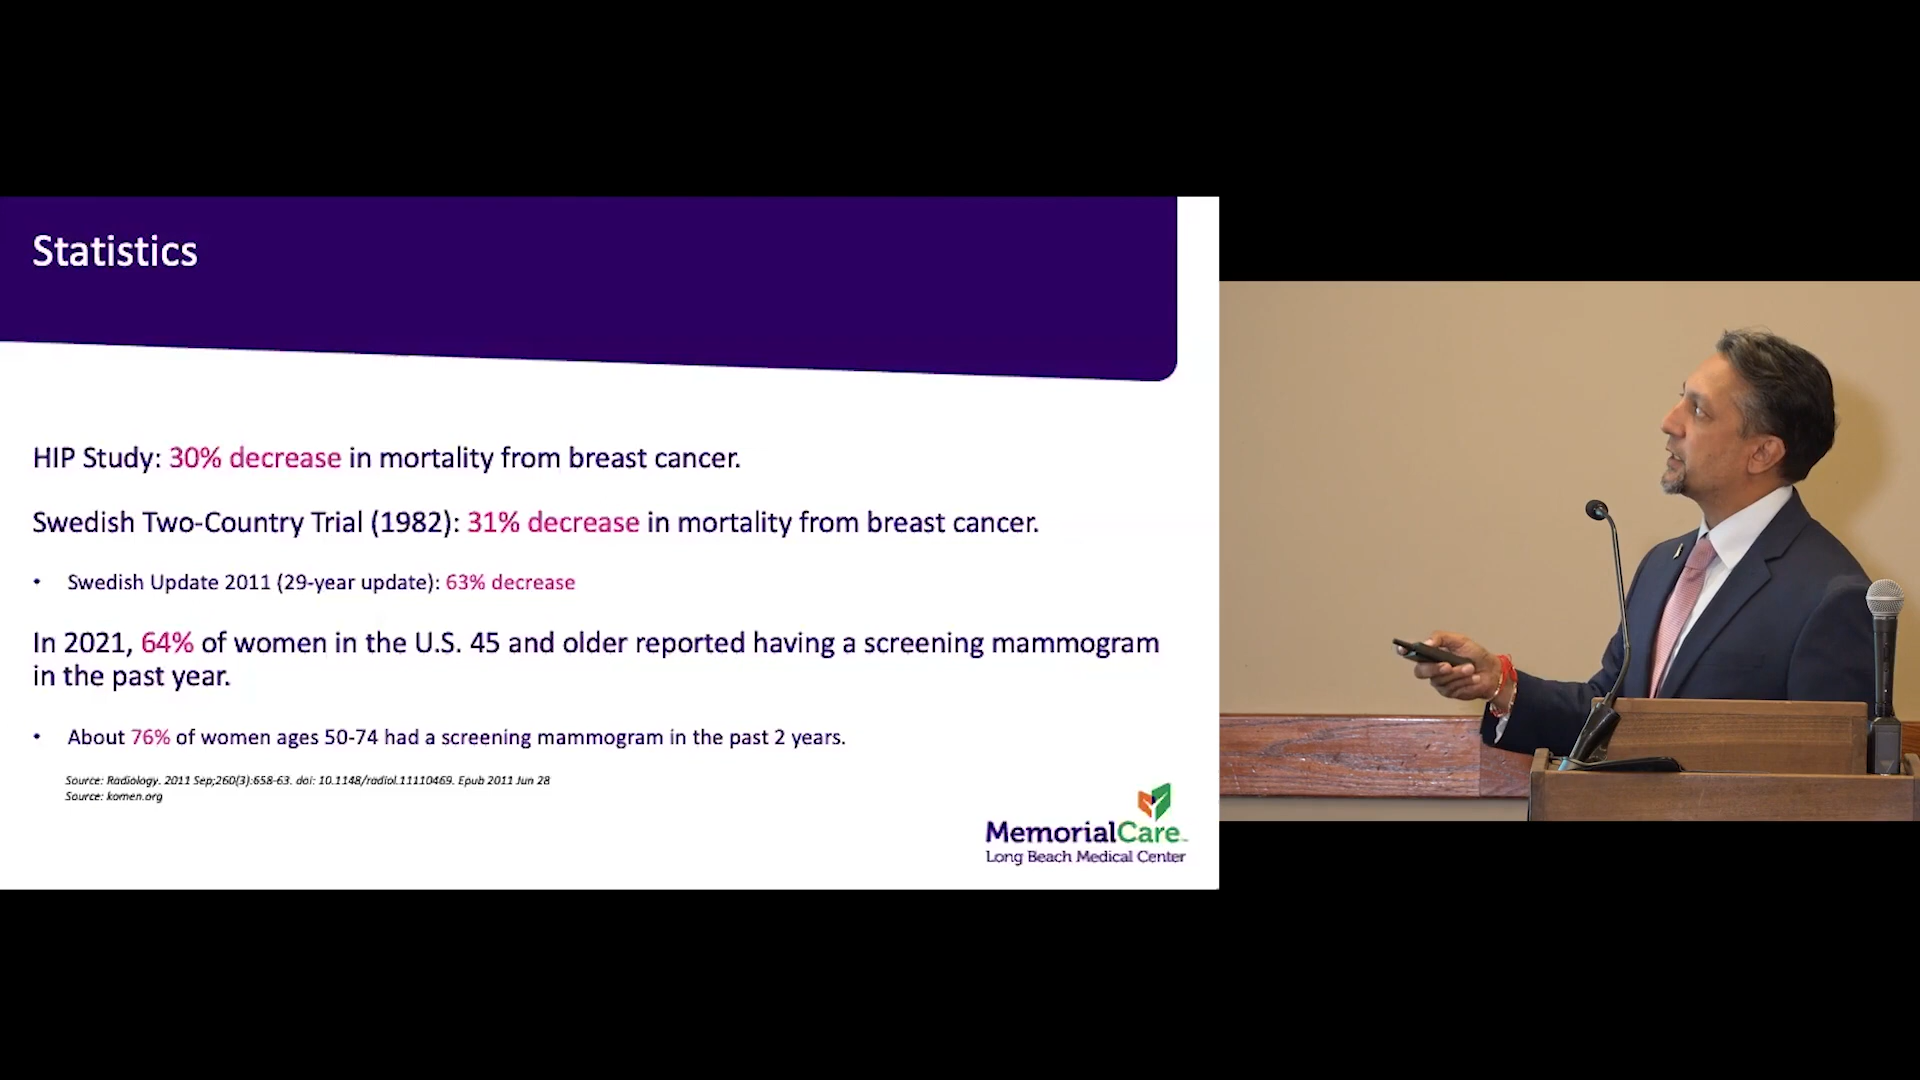 Statistics
HIP Study: 30% decrease in mortality from breast cancer.
Swedish Two-Country Trial (1982): 31% decrease in mortality from breast cancer.
• Swedish Update 2011 (29-year update): 63% decrease
In 2021, 64% of women in the U.S. 45 and older reported having a screening mammogram
in the past year.
• About 76% of women ages 50-74 had a screening mammogram in the past 2 years.
Source: Radiology. 2011 Sep;260(3):658-63. doi: 10.1148/radiol.11110469. Epub 2011 Jun 28
Source: komen.org
MemorialCare™
Long Beach Medical Center